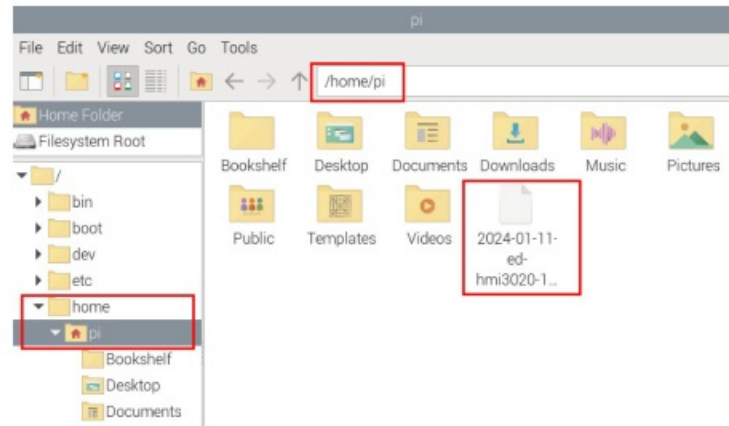 pi
File Edit View Sort Go Tools
/home/pi
Home Folder
Filesystem Root
/
bin
boot
dev
etc
home
pi
Bookshelf
Desktop
Documents
Bookshelf Desktop Documents Downloads Music Pictures
Public Templates Videos 2024-01-11-
ed-
hmi3020-1...